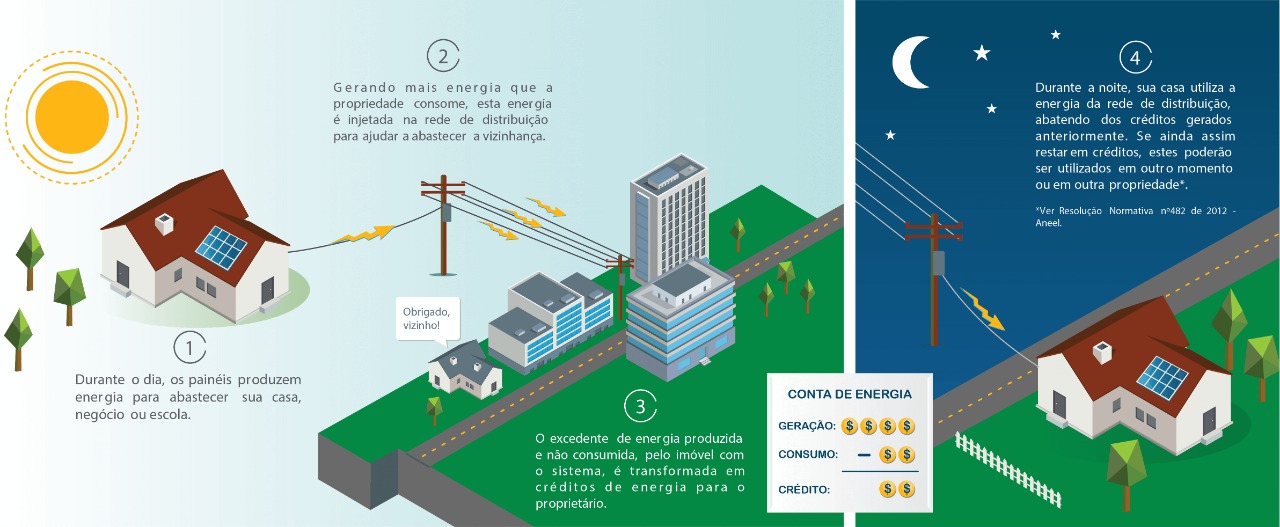 1
Durante o dia, os painéis produzem
energia para abastecer sua casa,
negócio ou escola.
2
Gerando mais energia que a
propriedade consome, esta energia
é injetada na rede de distribuição
para ajudar a abastecer a vizinhança.
Obrigado,
vizinho!
3
O excedente de energia produzida
e não consumida, pelo imóvel com
o sistema, é transformada em
créditos de energia para o
proprietário.
CONTA DE ENERGIA
GERAÇÃO: $ $ $ $
CONSUMO: – $ $
CRÉDITO: $ $
4
Durante a noite, sua casa utiliza a
energia da rede de distribuição,
abatendo dos créditos gerados
anteriormente. Se ainda assim
restar em créditos, estes poderão
ser utilizados em outro momento
ou em outra propriedade*.
*Ver Resolução Normativa nº482 de 2012 -
Aneel.